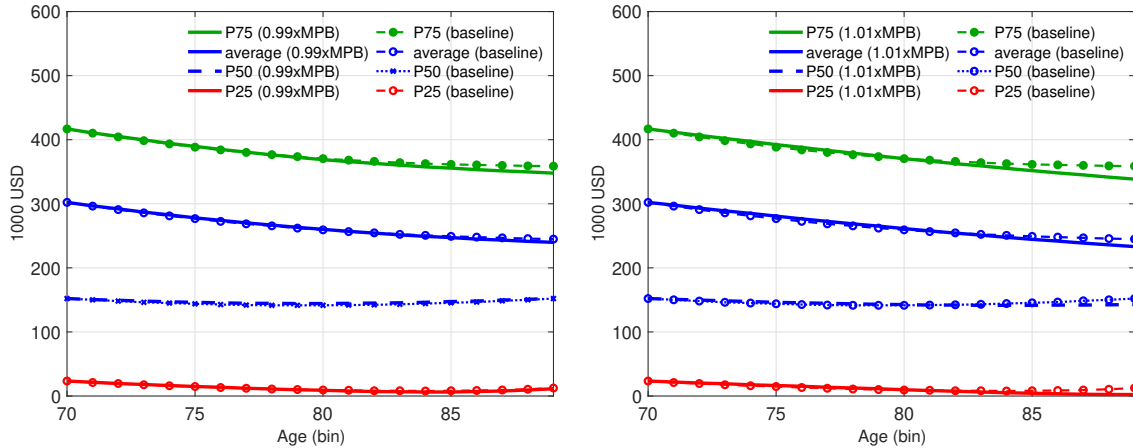 600
500
400
300
200
100
0
1000 USD
P75 (0.99xMPB)
average (0.99xMPB)
P50 (0.99xMPB)
P25 (0.99xMPB)
P75 (baseline)
average (baseline)
P50 (baseline)
P25 (baseline)
70 75 80 85
Age (bin)
600
500
400
300
200
100
0
1000 USD
P75 (1.01xMPB)
average (1.01xMPB)
P50 (1.01xMPB)
P25 (1.01xMPB)
P75 (baseline)
average (baseline)
P50 (baseline)
P25 (baseline)
70 75 80 85
Age (bin)